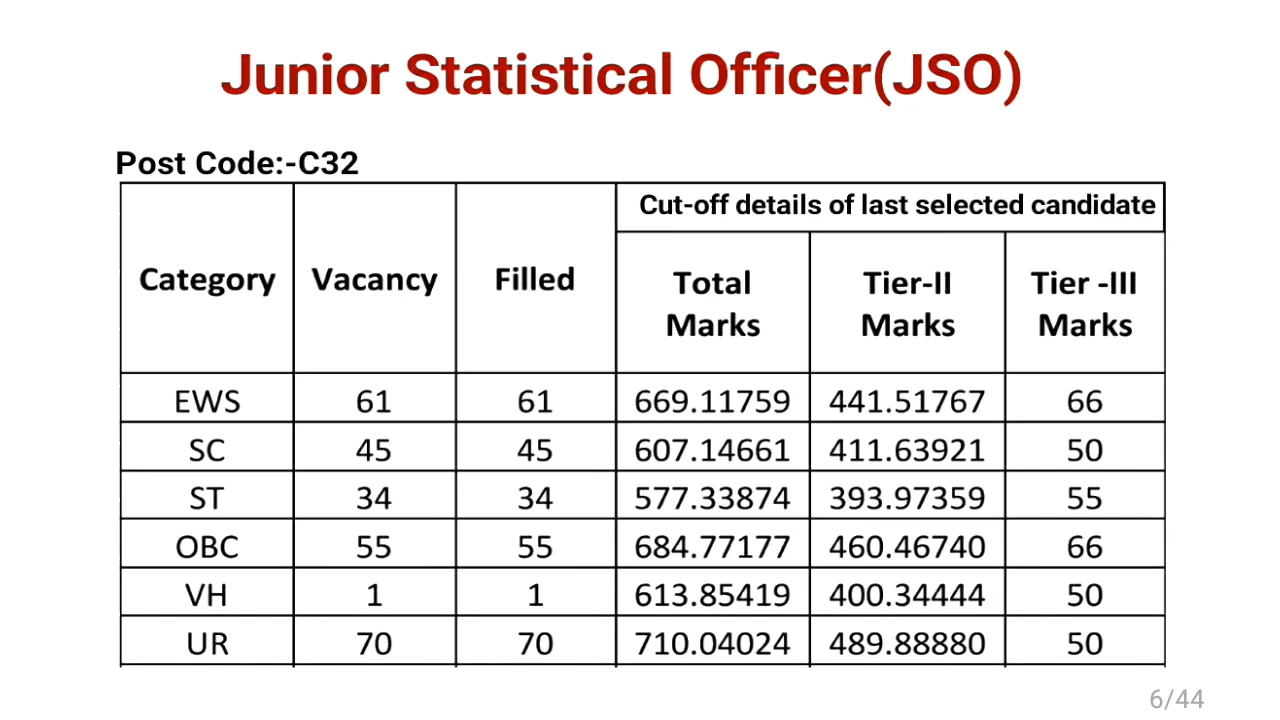 Junior Statistical Officer(JSO)
Post Code:-C32
Cut-off details of last selected candidate
Category Vacancy Filled Total Marks Tier-II Marks Tier -III Marks
EWS 61 61 669.11759 441.51767 66
SC 45 45 607.14661 411.63921 50
ST 34 34 577.33874 393.97359 55
OBC 55 55 684.77177 460.46740 66
VH 1 1 613.85419 400.34444 50
UR 70 70 710.04024 489.88880 50
6/44